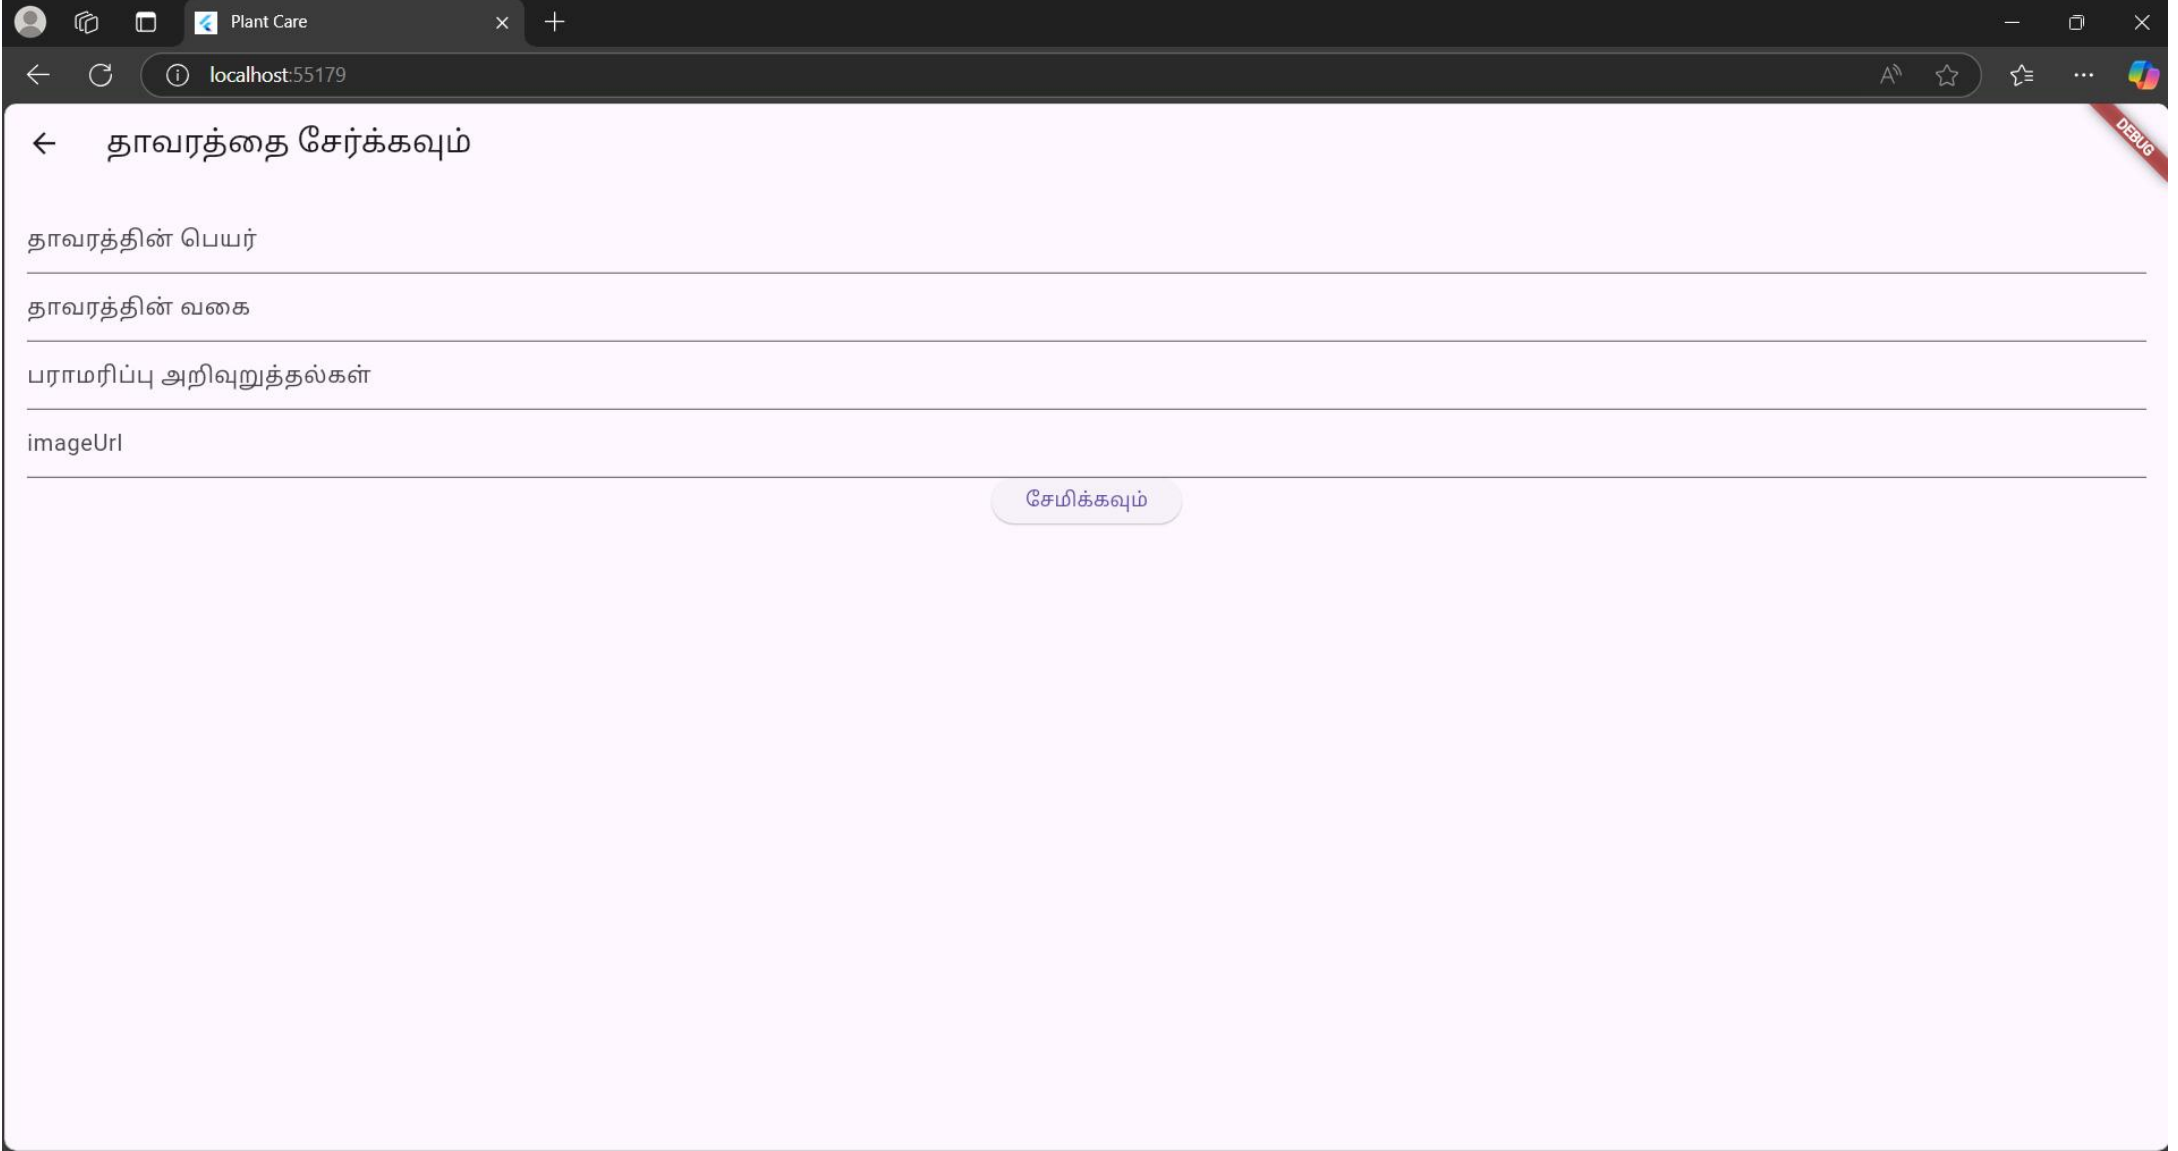 Plant Care
localhost:55179
தாவரத்தை சேர்க்கவும்
DEBUG
தாவரத்தின் பெயர்
தாவரத்தின் வகை
பராமரிப்பு அறிவுறுத்தல்கள்
imageUrl
சேமிக்கவும்